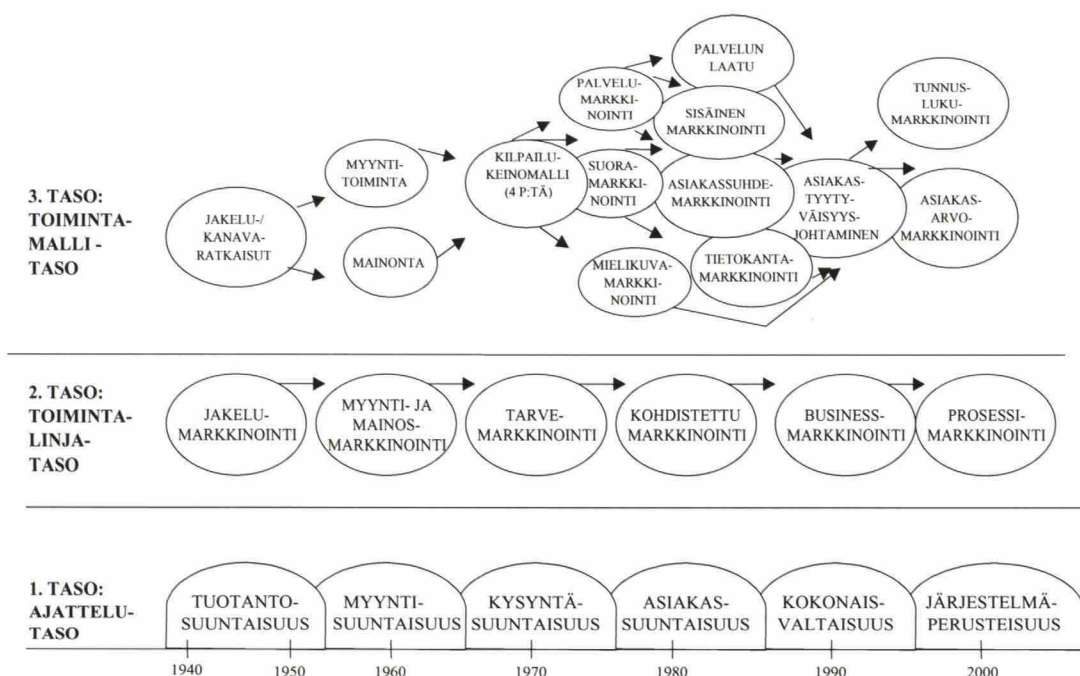 3. TASO:
TOIMINTA-
MALLI -
TASO
JAKELU-/
KANAVA-
RATKAISUT
MYYNTI-
TOIMINTA
MAINONTA
KILPAILU-
KEINOMALLI
(4 P:TÄ)
PALVELU-
MARKKI-
NOINTI
SUORA-
MARKKI-
NOINTI
MIELIKUVA-
MARKKI-
NOINTI
PALVELUN
LAATU
SISÄINEN
MARKKINOINTI
ASIAKASSUHDE-
MARKKINOINTI
TIETOKANTA-
MARKKINOINTI
ASIAKAS-
TYYTY-
VÄISYYS-
JOHTAMINEN
TUNNUS-
LUKU-
MARKKINOINTI
ASIAKAS-
ARVO-
MARKKINOINTI
2. TASO:
TOIMINTA-
LINJA-
TASO
JAKELU-
MARKKINOINTI
MYYNTI- JA
MAINOS-
MARKKINOINTI
TARVE-
MARKKINOINTI
KOHDISTETTU
MARKKINOINTI
BUSINESS-
MARKKINOINTI
PROSESSI-
MARKKINOINTI
1. TASO:
AJATTELU-
TASO
TUOTANTO-
SUUNTAISUUS
MYYNTI-
SUUNTAISUUS
KYSYNTÄ-
SUUNTAISUUS
ASIAKAS-
SUUNTAISUUS
KOKONAIS-
VALTAISUUS
JÄRJESTELMÄ-
PERUSTEISUUS
1940
1950
1960
1970
1980
1990
2000